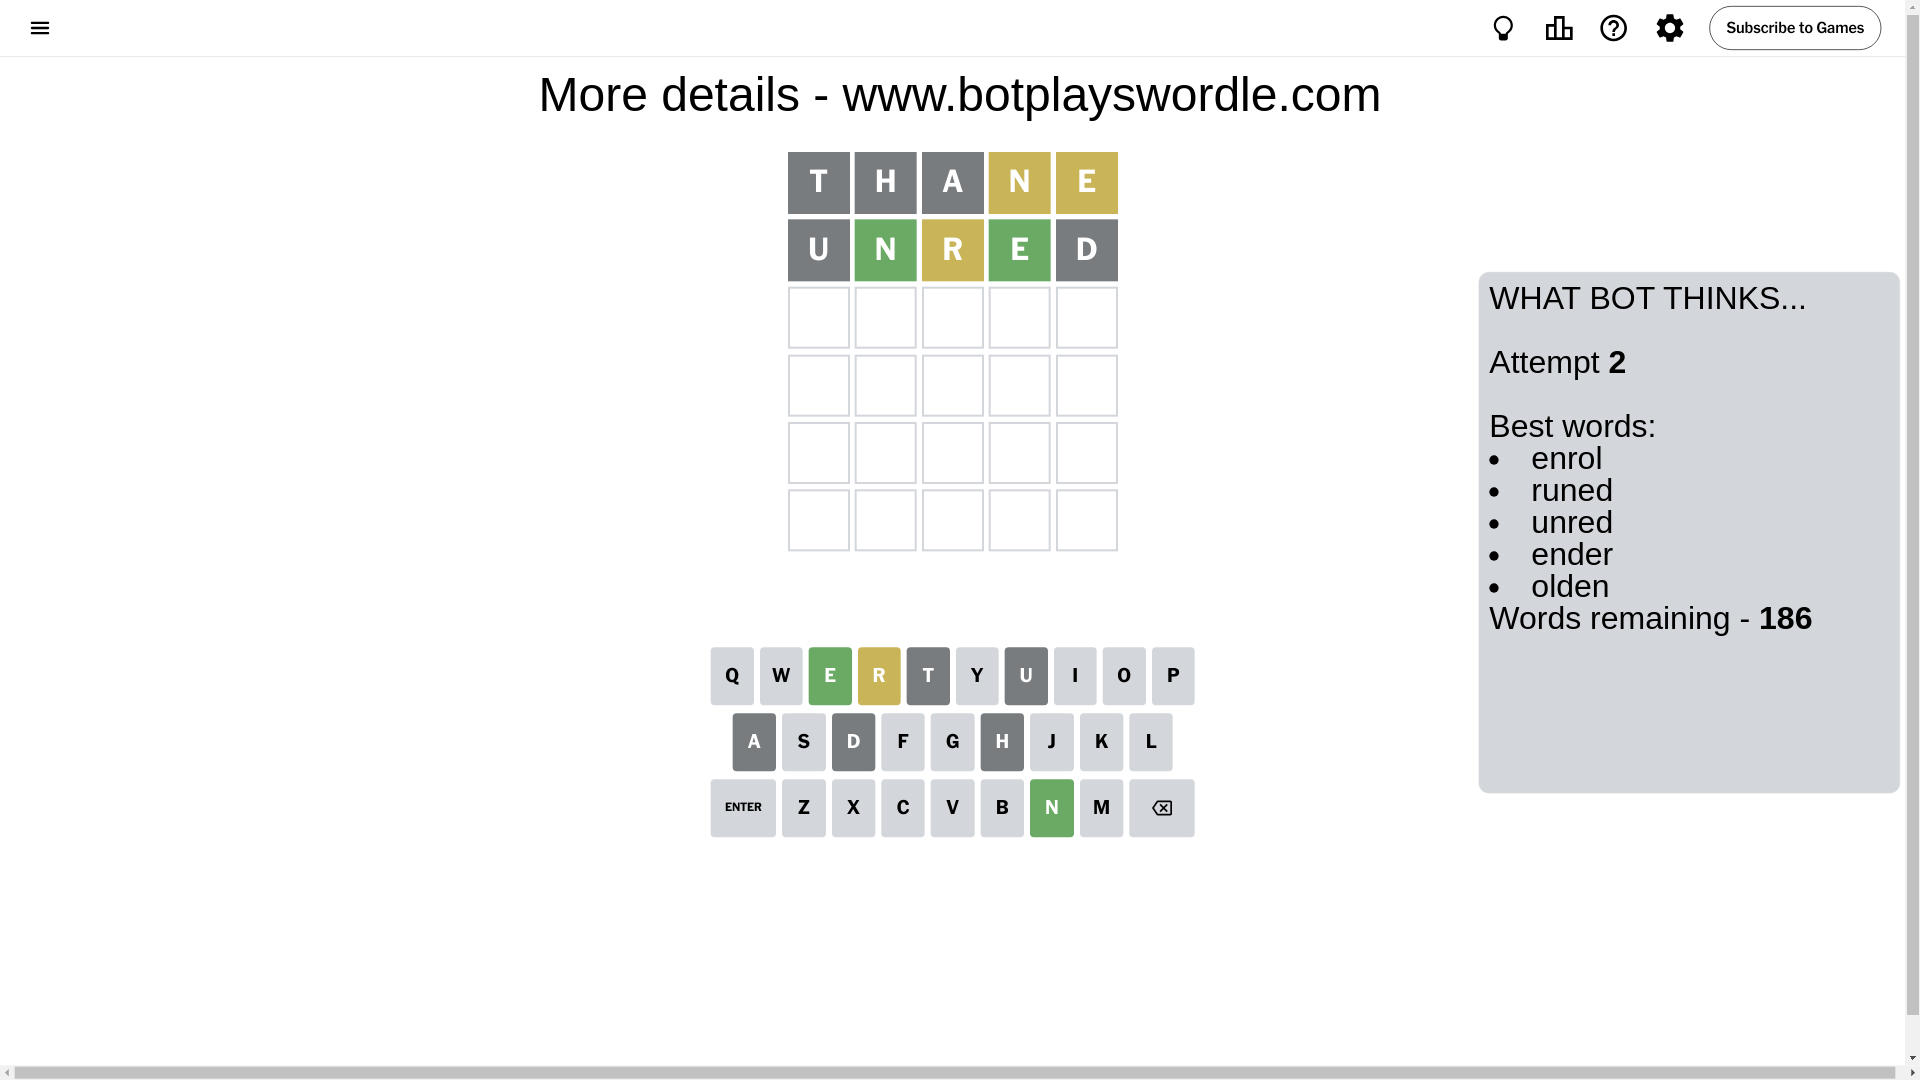 Subscribe to Games
More details - www.botplayswordle.com
T H A N E
U N R E D
WHAT BOT THINKS...
Attempt 2
Best words:
• enrol
• runed
• unred
• ender
• olden
Words remaining - 186
Q W E R T Y U I O P
A S D F G H J K L
ENTER Z X C V B N M